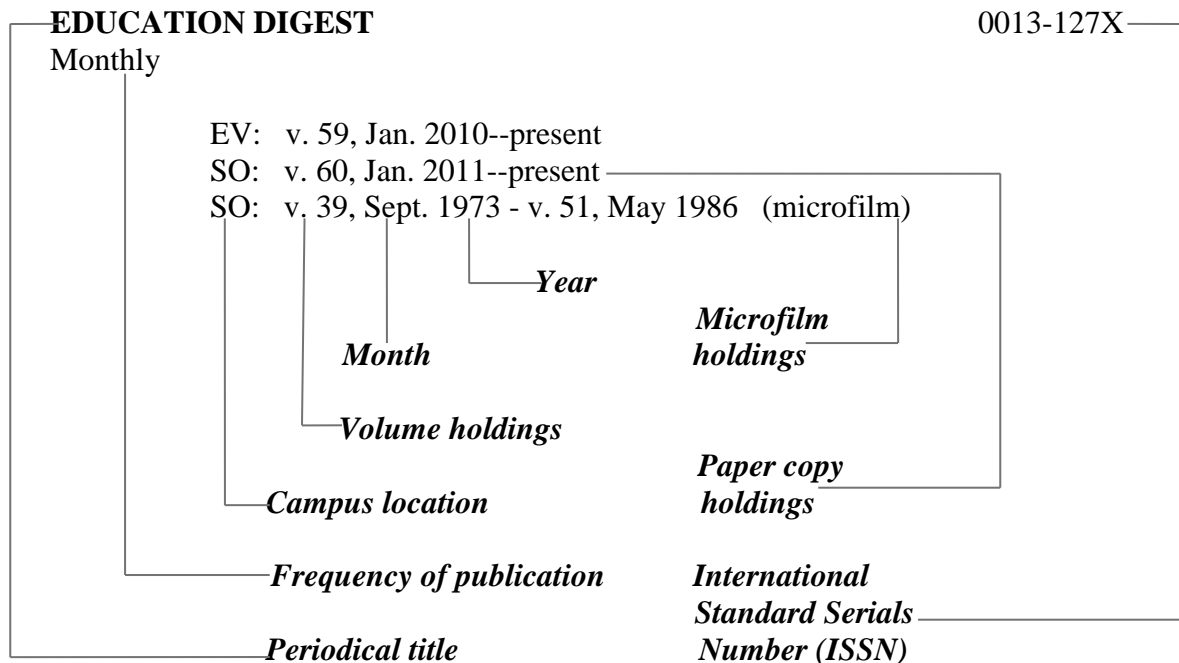 EDUCATION DIGEST 0013-127X
Monthly
EV: v. 59, Jan. 2010--present
SO: v. 60, Jan. 2011--present
SO: v. 39, Sept. 1973 - v. 51, May 1986 (microfilm)
Year
Microfilm
Month holdings
Volume holdings
Paper copy
Campus location holdings
Frequency of publication International
Standard Serials
Periodical title Number (ISSN)